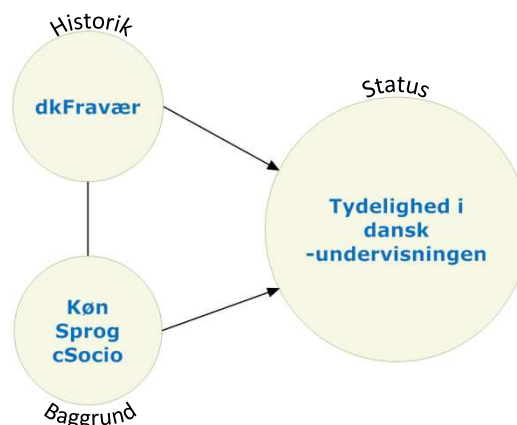 Historik
dkFravær
Status
Tydelighed i
dansk
-undervisningen
Køn
Sprog
cSocio
Baggrund